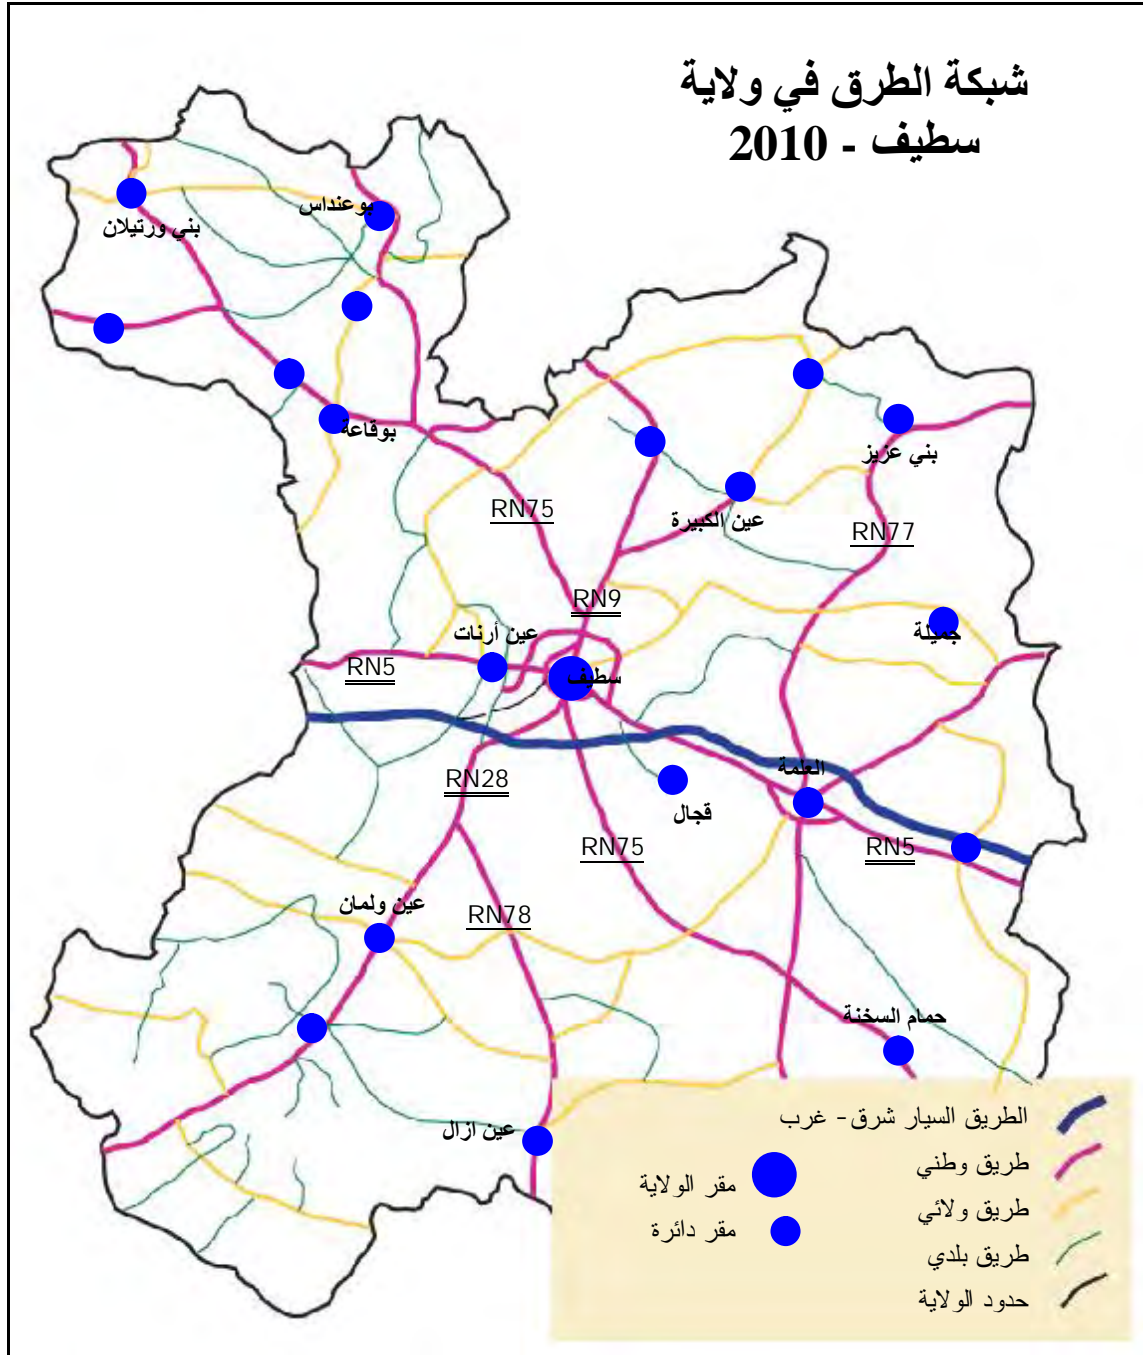 شبكة الطرق في ولاية
سطيف - 2010
بوعنداس
بني ورتيلان
بوقاعة
بني عزيز
RN75
عين الكبيرة
RN77
RN9
جميلة
عين أرنات
RN5
سطيف
العلمة
RN28
قجال
RN75
RN5
عين ولمان
RN78
حمام السخنة
عين ازال
الطريق السيار شرق - غرب
طريق وطني
طريق ولائي
طريق بلدي
حدود الولاية
مقر الولاية
مقر دائرة